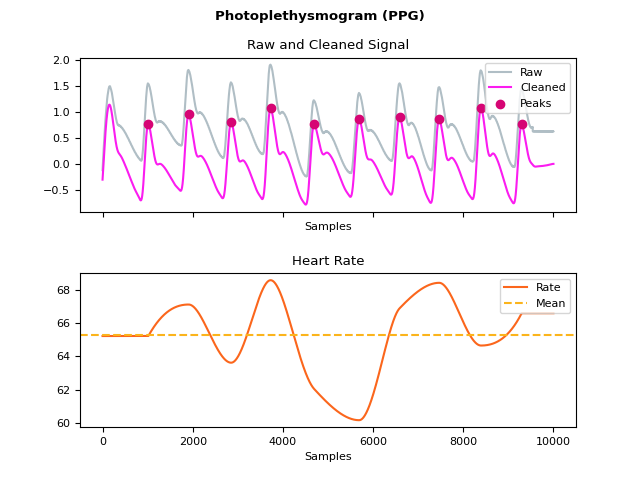 Photoplethysmogram (PPG)
Raw and Cleaned Signal
2.0
1.5
1.0
0.5
0.0
−0.5
Raw
Cleaned
Peaks
Samples
Heart Rate
68
66
64
62
60
Rate
Mean
0
2000
4000
6000
8000
10000
Samples